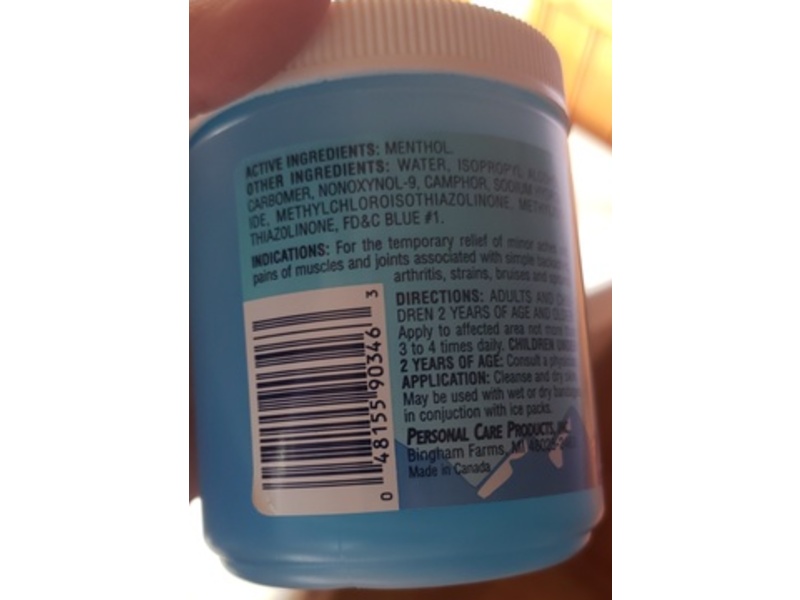 ACTIVE INGREDIENTS: MENTHOL.
OTHER INGREDIENTS: WATER, ISOPROPYL
CARBOMER, NONOXYNOL-9, CAMPHOR, SODIUM
IDE, METHYLCHLOROISOTHIAZOLINONE,
THIAZOLINONE, FD&C BLUE #1.
INDICATIONS: For the temporary relief of minor aches
pains of muscles and joints associated with simple
arthritis, strains, bruises and
DIRECTIONS: ADULTS AND
DREN 2 YEARS OF AGE AND
Apply to affected area not more
3 to 4 times daily. CHILDREN
2 YEARS OF AGE: Consult a
APPLICATION: Cleanse and dry
May be used with wet or dry
in conjuction with ice packs.
PERSONAL CARE PRODUCTS, INC.
Bingham Farms, MI
Made in Canada
0 48155 90346 3